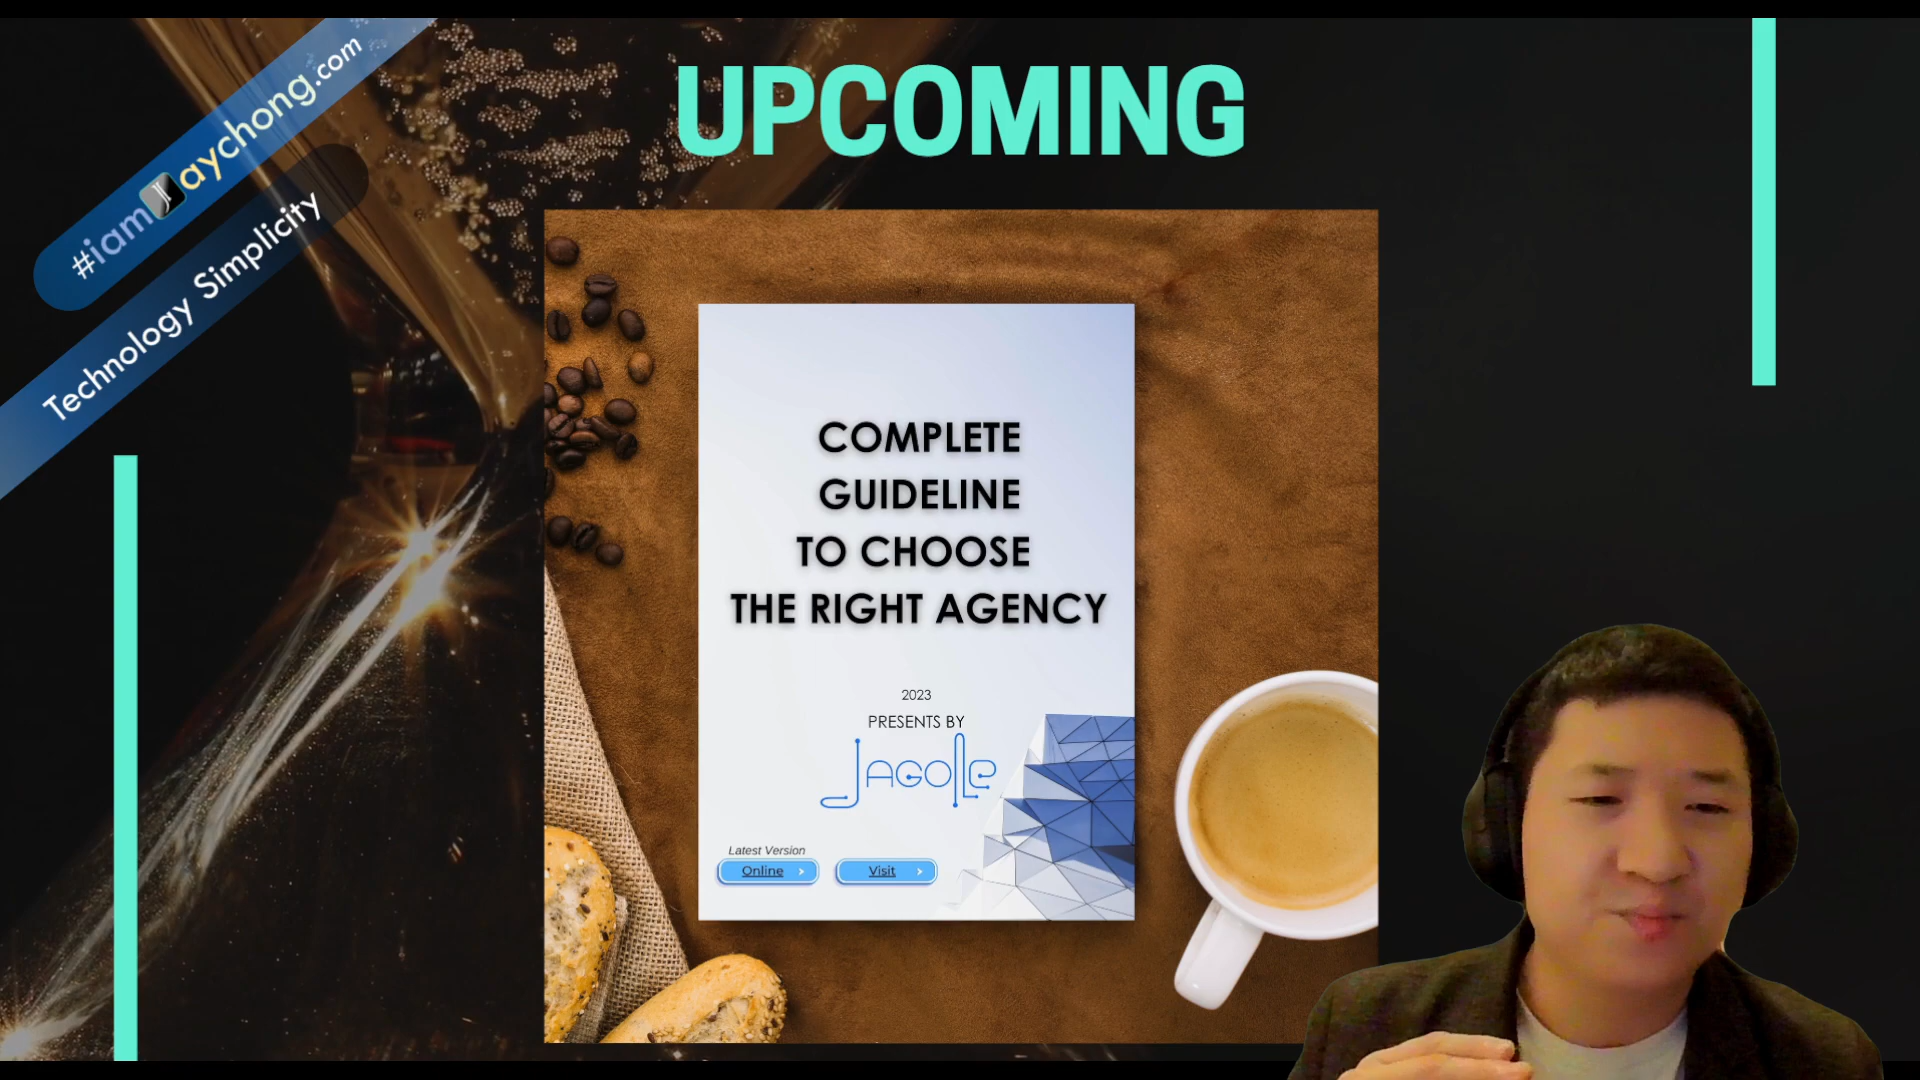 #iamJaychong.com
Technology Simplicity
UPCOMING
COMPLETE
GUIDELINE
TO CHOOSE
THE RIGHT AGENCY
2023
PRESENTS BY
JAGOLLE
Latest Version
Online >
Visit >